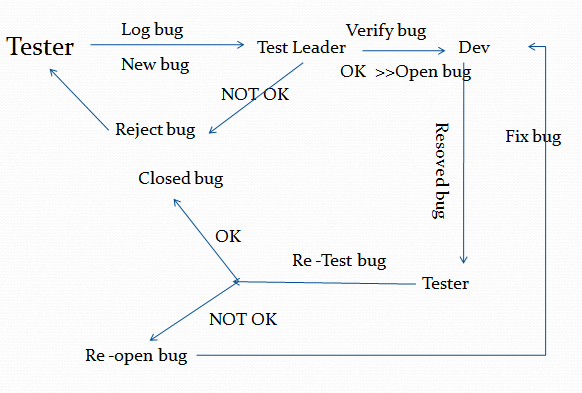 Log bug
Verify bug
Tester
Test Leader
Dev
New bug
OK >>Open bug
NOT OK
Reject bug
Resoved bug
Fix bug
Closed bug
OK
Re -Test bug
Tester
NOT OK
Re -open bug